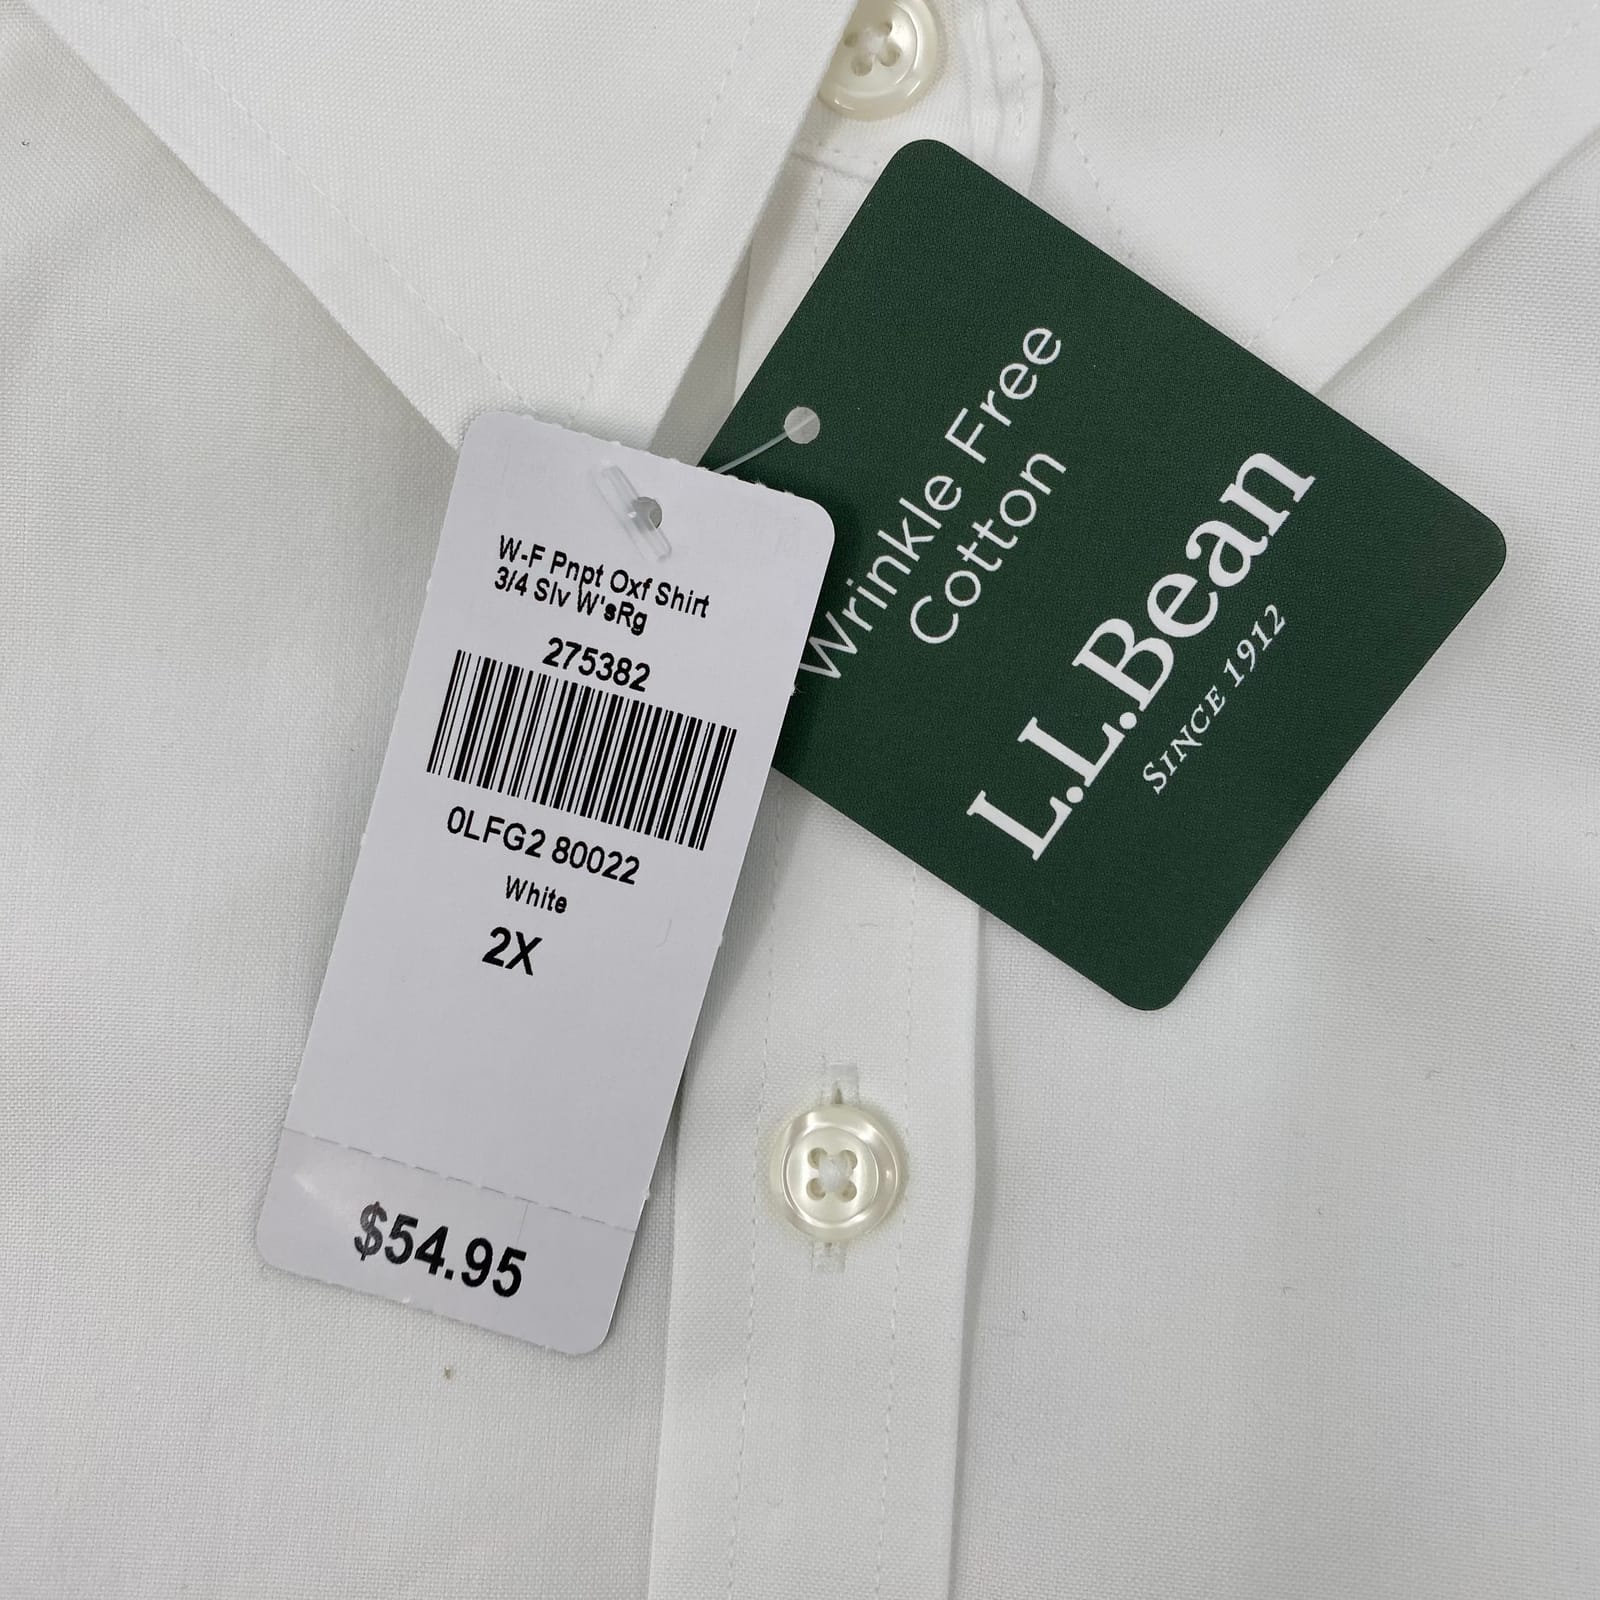 W-F Pnpt Oxf Shirt
3/4 Slv W'sRg
275382
0LFG2 80022
White
2X
$54.95
Wrinkle Free
Cotton
L.L.Bean
SINCE 1912